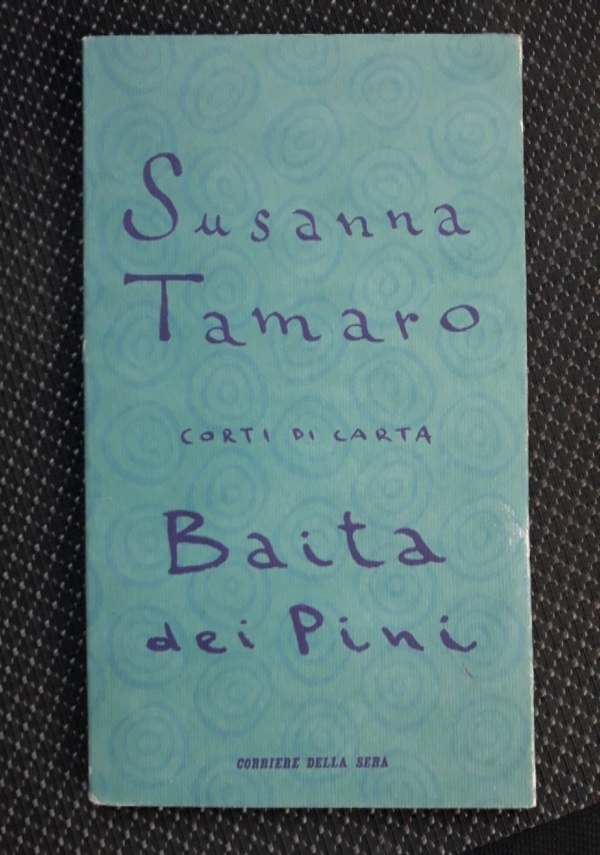 Susanna
Tamaro
CORTI DI CARTA
Baita
dei Pini
CORRIERE DELLA SERA